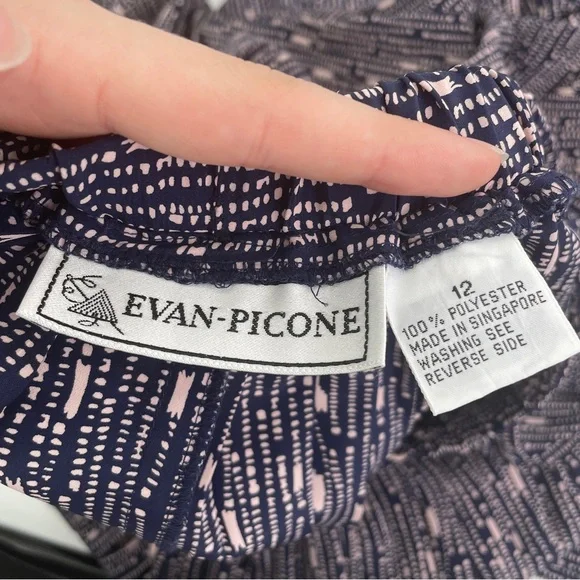 EVAN-PICONE
12
100% POLYESTER
MADE IN SINGAPORE
WASHING SEE
REVERSE SIDE